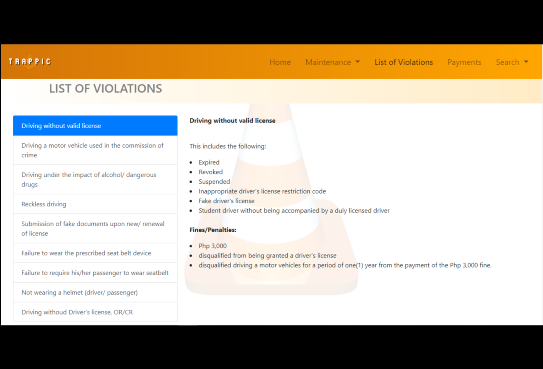 TRAPPIC
Home Maintenance List of Violations Payments Search
LIST OF VIOLATIONS
Driving without valid license
Driving a motor vehicle used in the commission of
crime
Driving under the impact of alcohol/ dangerous
drugs
Reckless driving
Submission of fake documents upon new/ renewal
of license
Failure to wear the prescribed seat belt device
Failure to require his/her passenger to wear seatbelt
Not wearing a helmet (driver/ passenger)
Driving withoud Driver's license, OR/CR
Driving without valid license
This includes the following:
Expired
Revoked
Suspended
Inappropriate driver's license restriction code
Fake driver's license
Student driver without being accompanied by a duly licensed driver
Fines/Penalties:
Php 3,000
disqualified from being granted a driver's license
disqualified driving a motor vehicles for a period of one(1) year from the payment of the Php 3,000 fine.